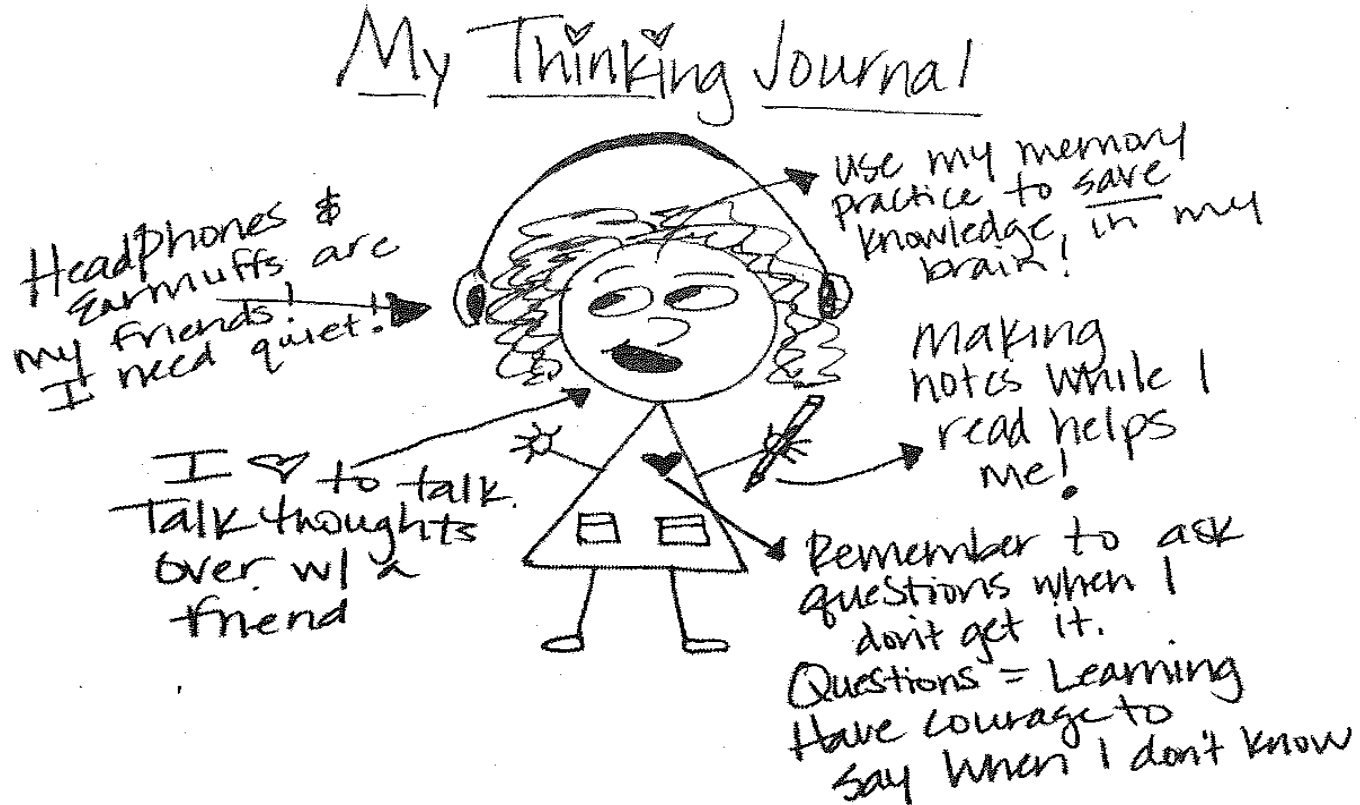 My Thinking Journal
Headphones &
Earmuffs are
my friends!
I need quiet!
use my memory
practice to save
knowledge in my
brain!
Making
notes while I
read helps
me!
I ♡ to talk.
Talk thoughts
over w/ a
friend
Remember to ask
questions when I
don't get it.
Questions = Learning
Have courage to
say when I don't know